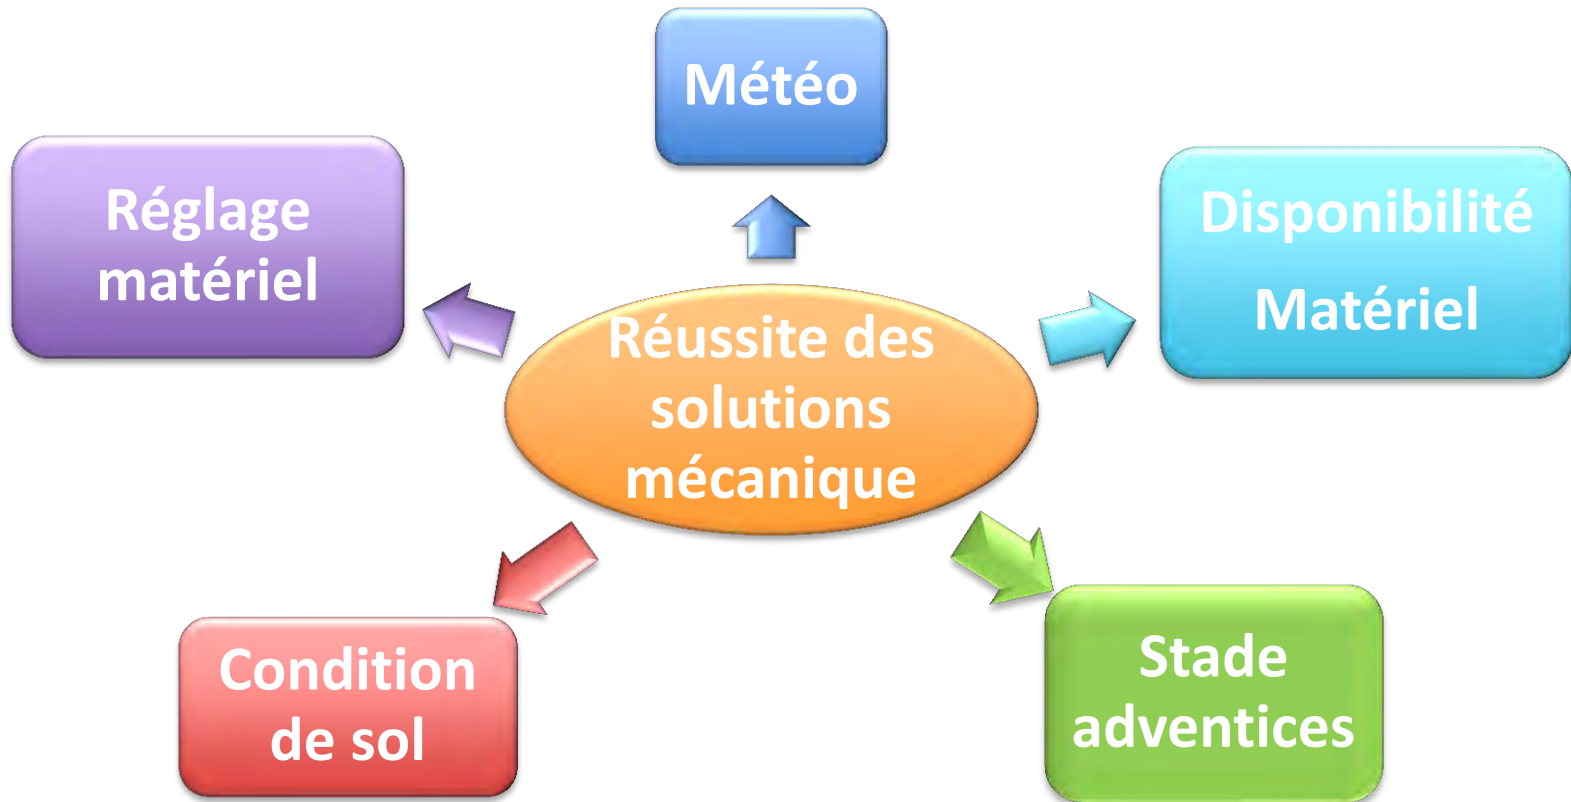 Météo
Réglage
matériel
Disponibilité
Matériel
Réussite des
solutions
mécanique
Condition
de sol
Stade
adventices